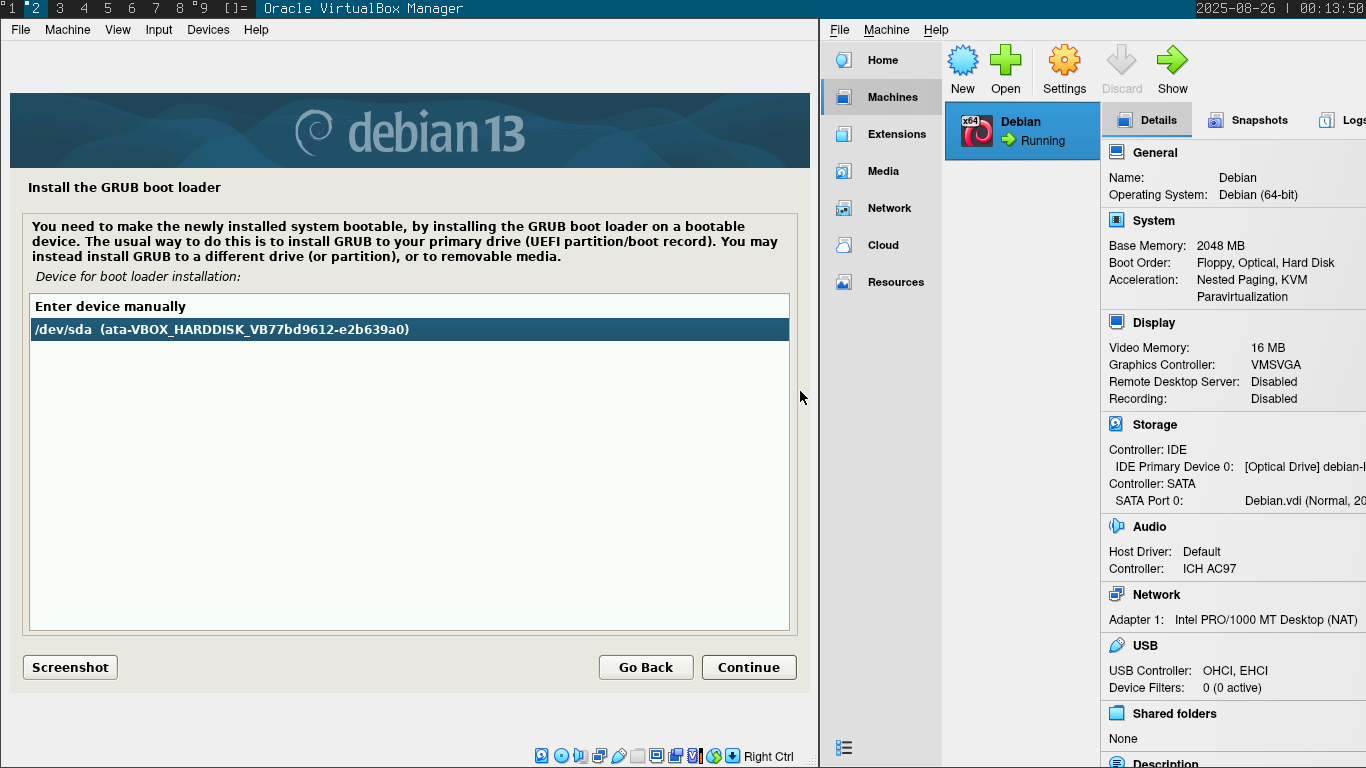 1 2 3 4 5 6 7 8 9 []= Oracle VirtualBox Manager 2025-08-26 | 00:13:50
File Machine View Input Devices Help
debian 13
Install the GRUB boot loader
You need to make the newly installed system bootable, by installing the GRUB boot loader on a bootable
device. The usual way to do this is to install GRUB to your primary drive (UEFI partition/boot record). You may
instead install GRUB to a different drive (or partition), or to removable media.
Device for boot loader installation:
Enter device manually
/dev/sda (ata-VBOX_HARDDISK_VB77bd9612-e2b639a0)
Screenshot Go Back Continue
Right Ctrl
File Machine Help
Home
Machines
Extensions
Media
Network
Cloud
Resources
New Open Settings Discard Show
x64
Debian
Running
Details Snapshots Logs
General
Name: Debian
Operating System: Debian (64-bit)
System
Base Memory: 2048 MB
Boot Order: Floppy, Optical, Hard Disk
Acceleration: Nested Paging, KVM
Paravirtualization
Display
Video Memory: 16 MB
Graphics Controller: VMSVGA
Remote Desktop Server: Disabled
Recording: Disabled
Storage
Controller: IDE
IDE Primary Device 0: [Optical Drive] debian-
Controller: SATA
SATA Port 0: Debian.vdi (Normal, 20
Audio
Host Driver: Default
Controller: ICH AC97
Network
Adapter 1: Intel PRO/1000 MT Desktop (NAT)
USB
USB Controller: OHCI, EHCI
Device Filters: 0 (0 active)
Shared folders
None
Description